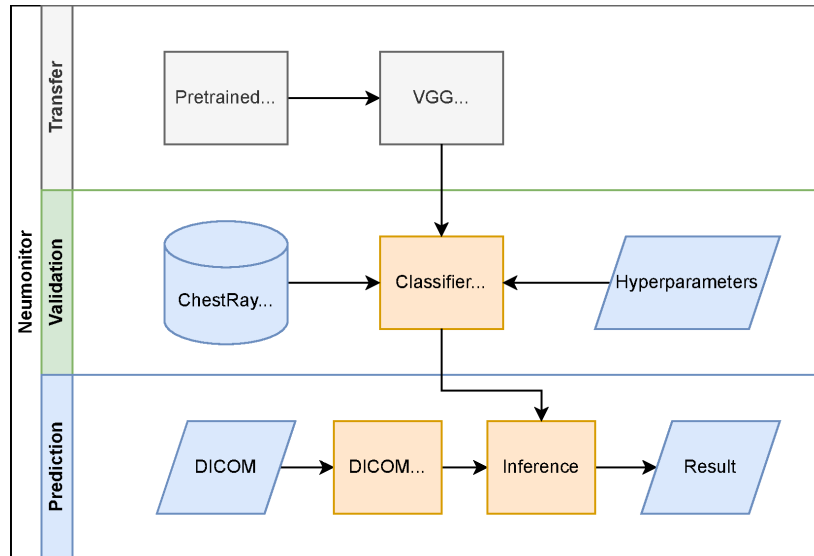 Neumonitor
Transfer
Pretrained...
VGG...
Validation
ChestRay...
Classifier...
Hyperparameters
Prediction
DICOM
DICOM...
Inference
Result